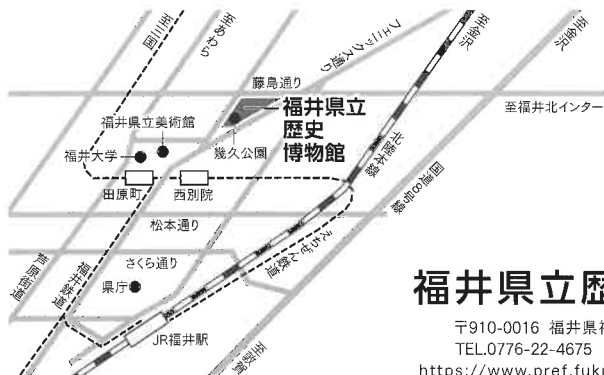 至三国
至あわら
フェニックス通り
至金沢
至金沢
藤島通り
福井県立
歴史
博物館
至福井北インター
福井県立美術館
福井大学
幾久公園
北陸本線
国道8号線
田原町
西別院
松本通り
えちぜん鉄道
さくら通り
芦原街道
福井鉄道
県庁
JR福井駅
至敦賀
福井県立歴
〒910-0016 福井県福
TEL.0776-22-4675
https://www.pref.fuku